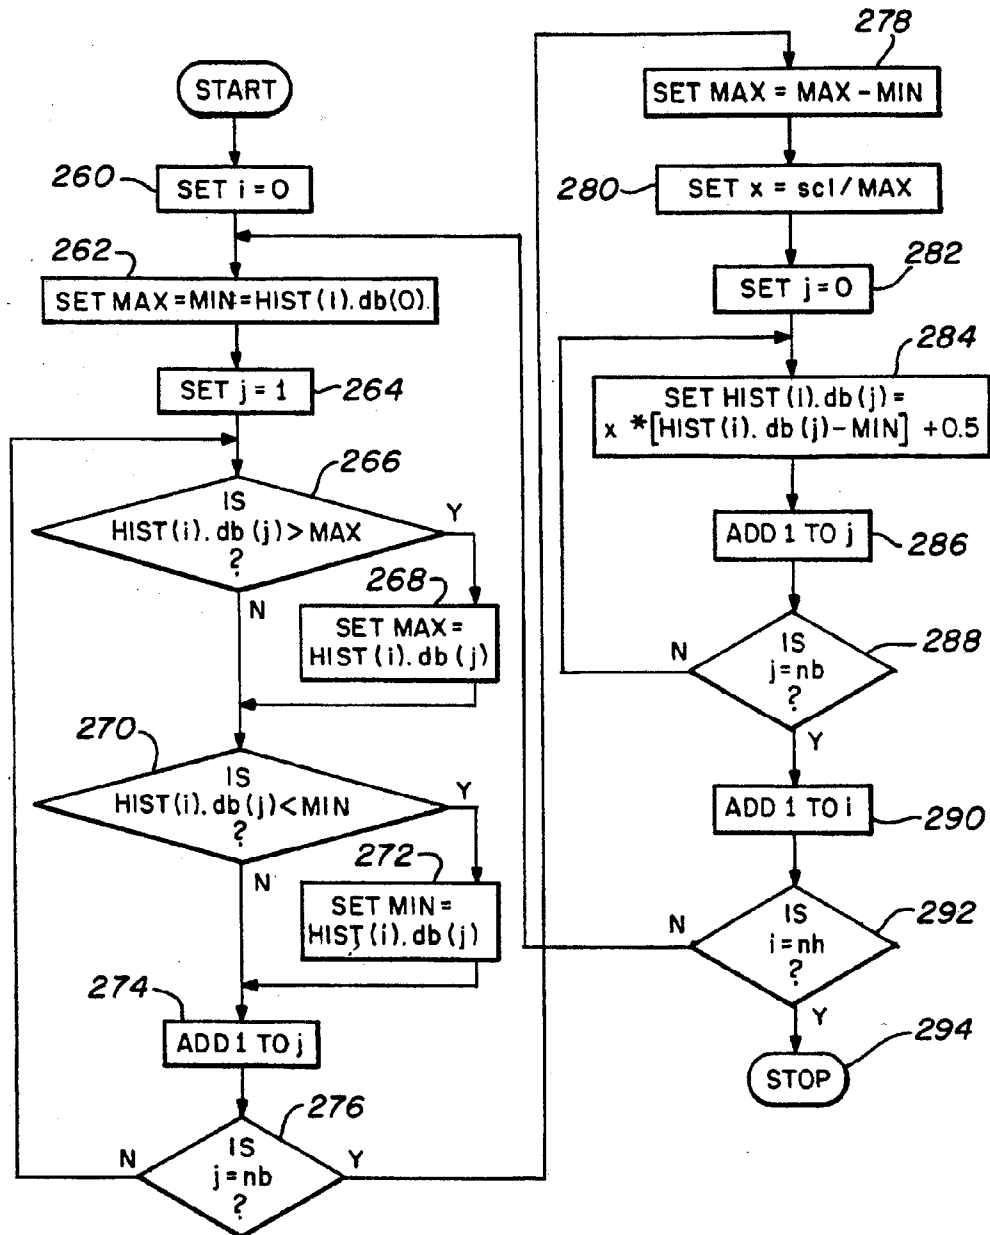 START
260
SET i = 0
262
SET MAX = MIN = HIST(i).db(0).
SET j = 1
264
266
IS
HIST(i).db(j) > MAX
?
Y
N
268
SET MAX =
HIST(i).db(j)
270
IS
HIST(i).db(j) < MIN
?
Y
N
272
SET MIN =
HIST(i).db(j)
274
ADD 1 TO j
276
IS
j = nb
?
N
Y
278
SET MAX = MAX - MIN
280
SET x = scl/MAX
282
SET j = 0
284
SET HIST(i).db(j) =
x * [HIST(i).db(j) - MIN] + 0.5
ADD 1 TO j
286
IS
j = nb
?
288
N
Y
ADD 1 TO i
290
IS
i = nh
?
292
N
Y
STOP
294